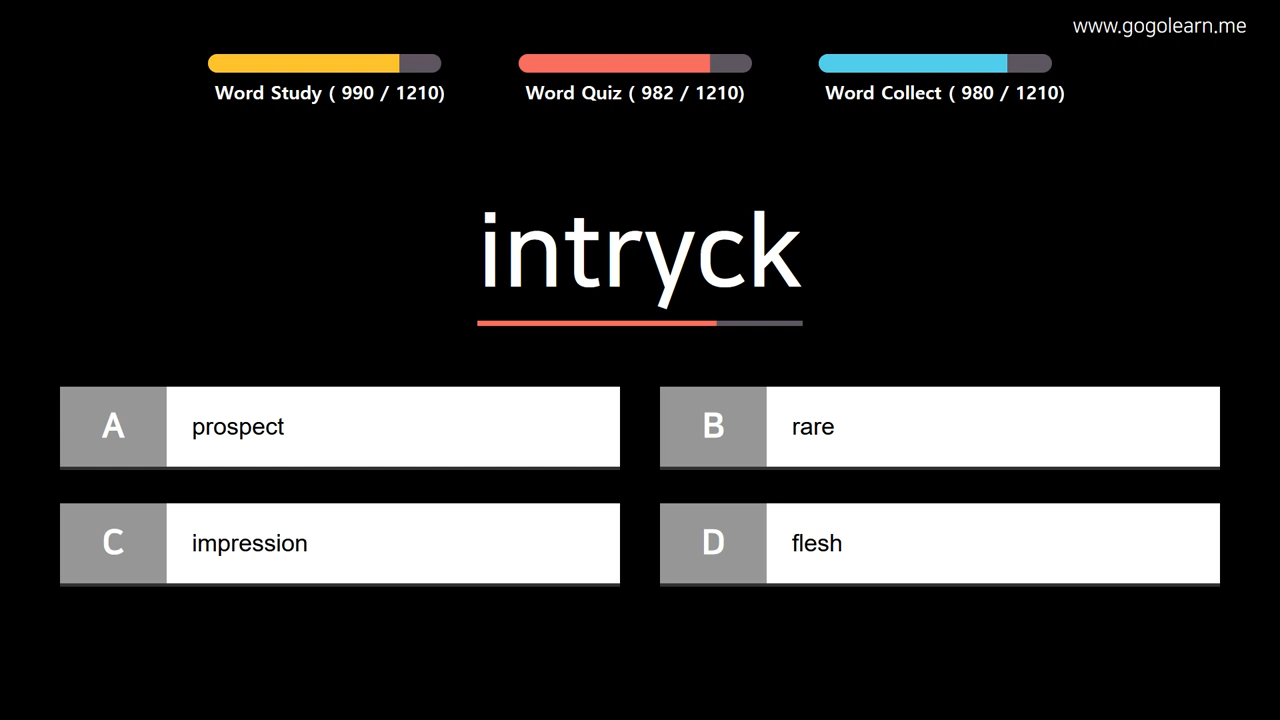 www.gogolearn.me
Word Study ( 990 / 1210)
Word Quiz ( 982 / 1210)
Word Collect ( 980 / 1210)
intryck
A prospect
B rare
C impression
D flesh